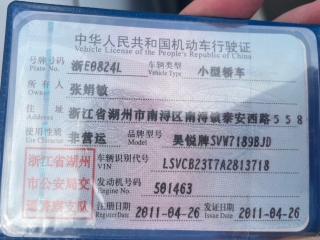 中华人民共和国机动车行驶证
Vehicle License of the People's Republic of China
号牌号码 浙E0824L 车辆类型 小型轿车
Plate No. Vehicle Type
所有人 张娟敏
Owner
住址 浙江省湖州市南浔区南浔镇泰安西路558
Address
使用性质 非营运 品牌型号 昊锐牌SVW7189BJD
Use Character Model
浙江省湖州
市公安局交
通警察支队
车辆识别代号 LSVCB23T7A2813718
VIN
发动机号码 501463
Engine No.
注册日期 2011-04-26 发证日期 2011-04-26
Register Date Issue Date